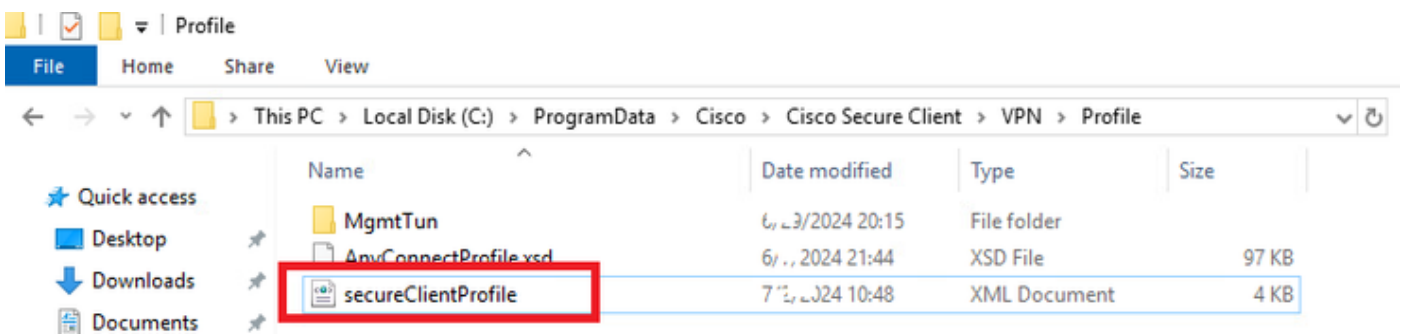 Profile
File Home Share View
This PC > Local Disk (C:) > ProgramData > Cisco > Cisco Secure Client > VPN > Profile
Name Date modified Type Size
Quick access
MgmtTun 20:15 File folder
Desktop
AnyConnectProfile.xsd 21:44 XSD File 97 KB
Downloads
secureClientProfile 10:48 XML Document 4 KB
Documents